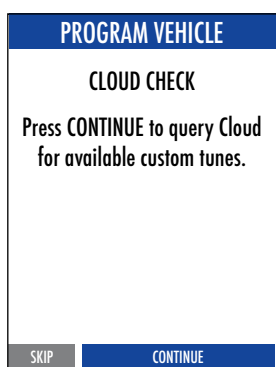 PROGRAM VEHICLE
CLOUD CHECK
Press CONTINUE to query Cloud
for available custom tunes.
SKIP
CONTINUE